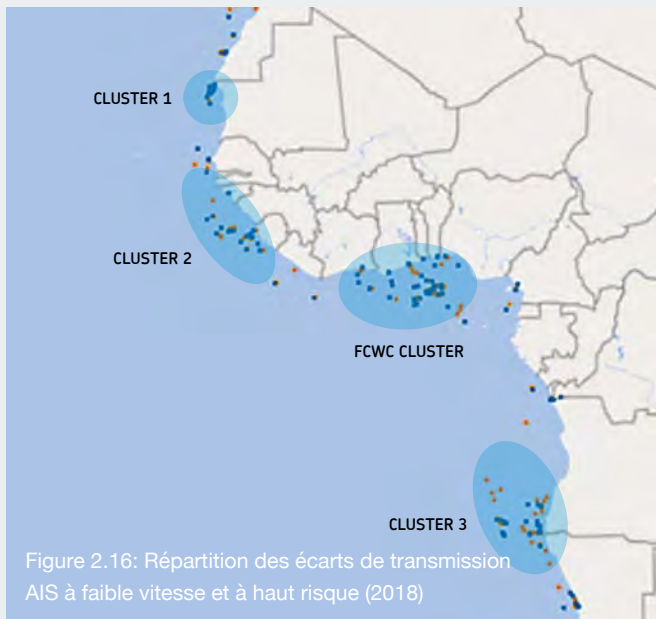 CLUSTER 1
CLUSTER 2
FCWC CLUSTER
CLUSTER 3
Figure 2.16: Répartition des écarts de transmission
AIS à faible vitesse et à haut risque (2018)